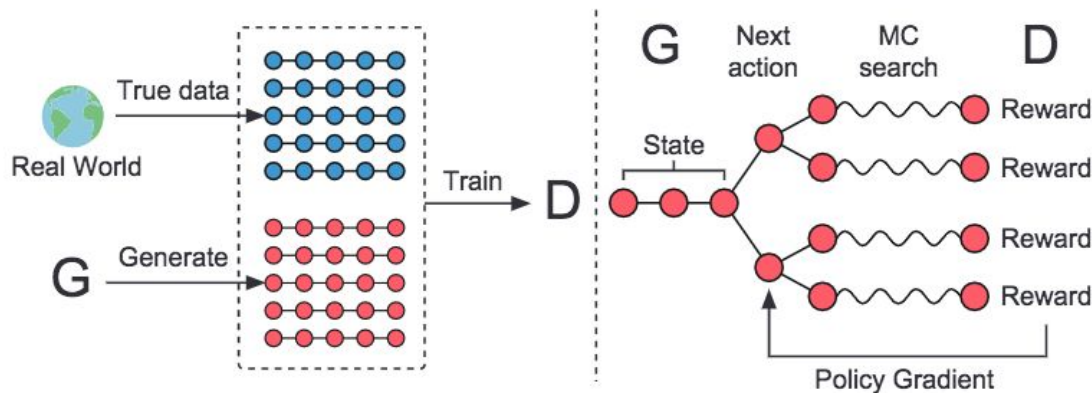 True data
Real World
G
Generate
Train
D
G
Next
action
MC
search
D
State
Reward
Reward
Reward
Reward
Policy Gradient